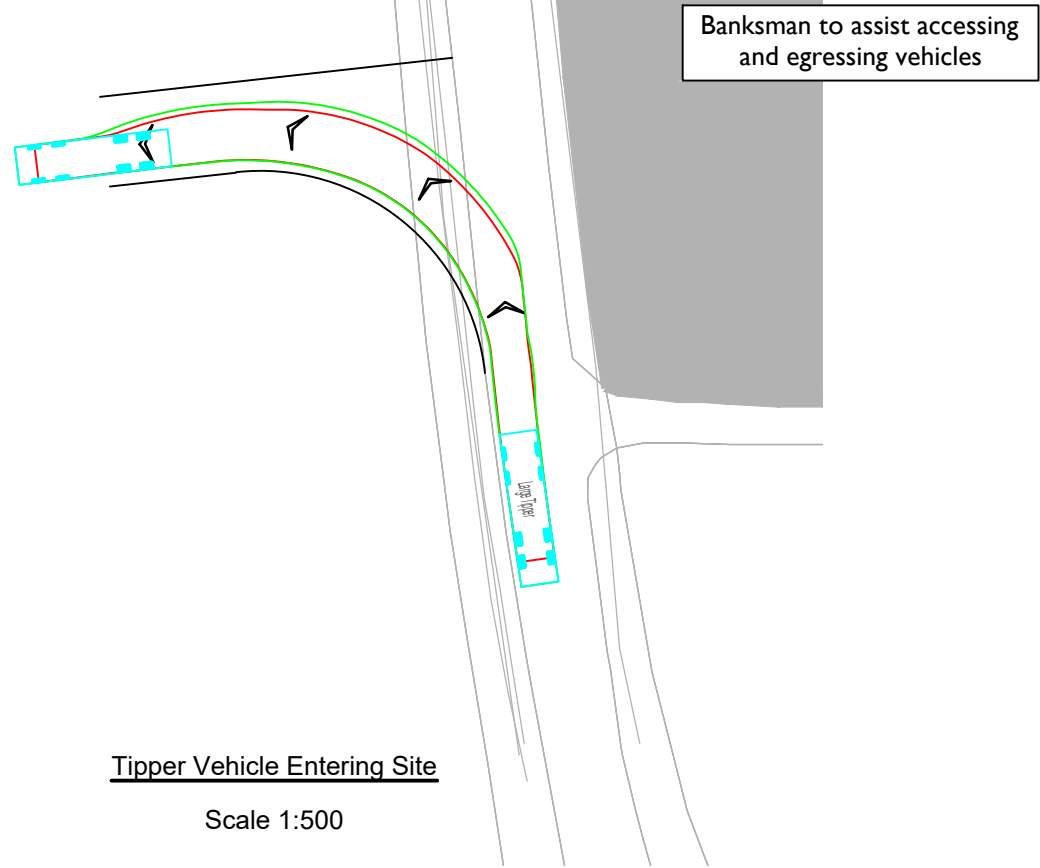 Banksman to assist accessing
and egressing vehicles
Large Tipper
Tipper Vehicle Entering Site
Scale 1:500